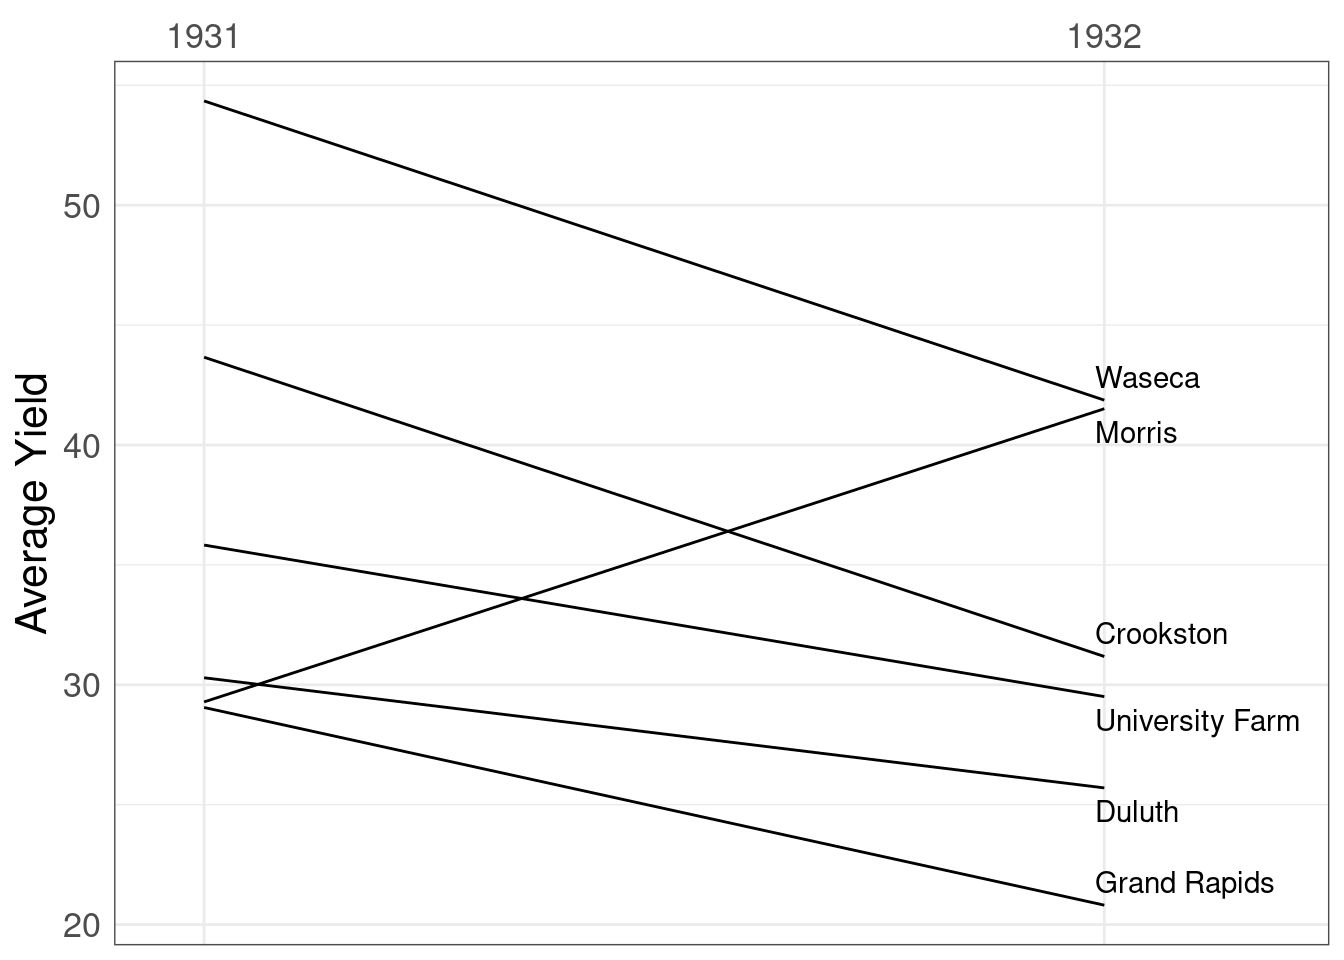 1931
1932
50
40
30
20
Average Yield
Waseca
Morris
Crookston
University Farm
Duluth
Grand Rapids